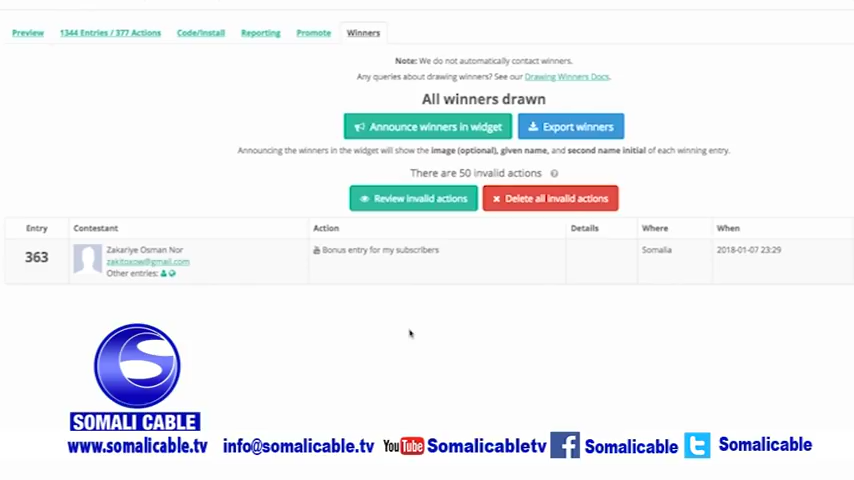 Preview 1344 Entries / 377 Actions Code/Install Reporting Promote Winners
Note: We do not automatically contact winners.
Any queries about drawing winners? See our Drawing Winners Docs.
All winners drawn
Announce winners in widget Export winners
Announcing the winners in the widget will show the image (optional), given name, and second name initial of each winning entry.
There are 50 invalid actions
Review invalid actions Delete all invalid actions
Entry Contestant Action Details Where When
363 Zakariye Osman Nor Bonus entry for my subscribers Somalia 2018-01-07 23:29
zakitoxow@gmail.com
Other entries:
SOMALI CABLE
www.somalicable.tv info@somalicable.tv YouTube Somalicabletv Somalicable Somalicable